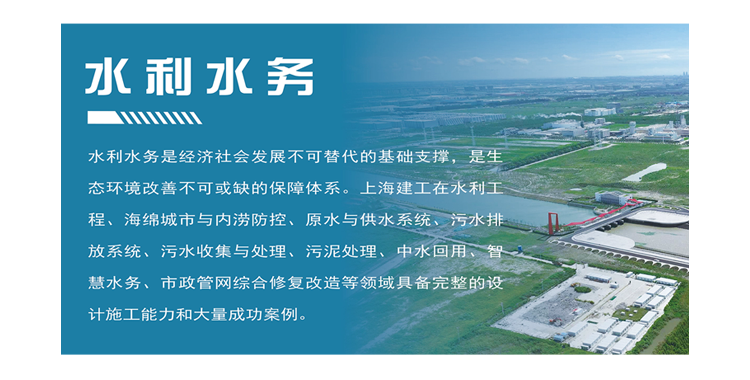 水利水务
水利水务是经济社会发展不可替代的基础支撑，是生
态环境改善不可或缺的保障体系。上海建工在水利工
程、海绵城市与内涝防控、原水与供水系统、污水排
放系统、污水收集与处理、污泥处理、中水回用、智
慧水务、市政管网综合修复改造等领域具备完整的设
计施工能力和大量成功案例。